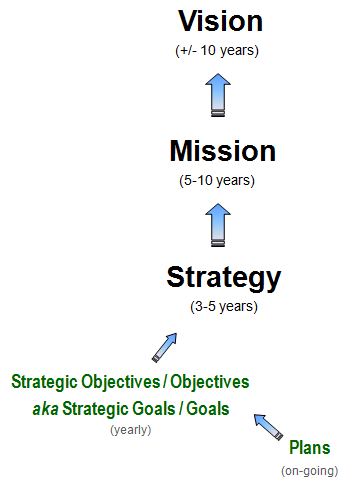 Vision
(+/- 10 years)
Mission
(5-10 years)
Strategy
(3-5 years)
Strategic Objectives / Objectives
aka Strategic Goals / Goals
(yearly)
Plans
(on-going)